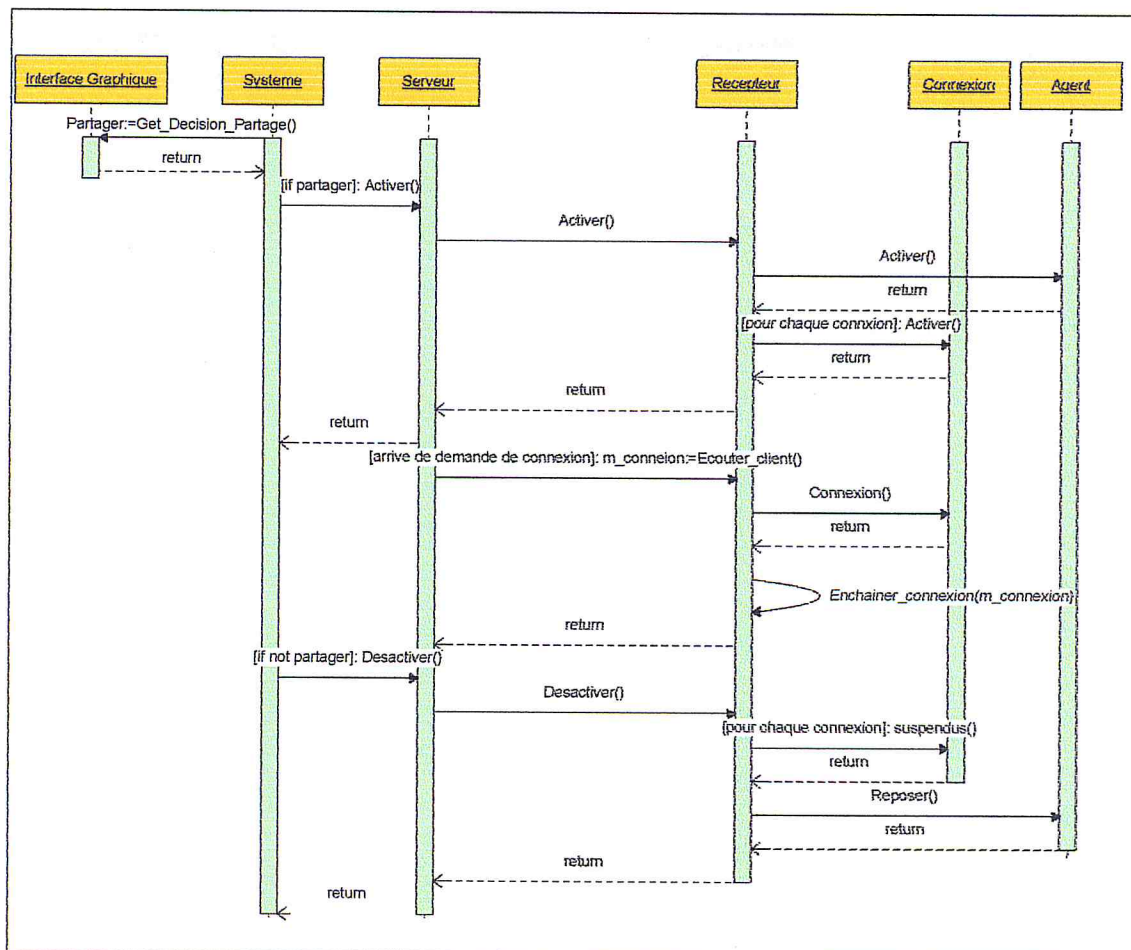 Interface Graphique
Systeme
Serveur
Recepteur
Connexion
Agent
Partager:=Get_Decision_Partage()
return
[if partager]: Activer()
Activer()
Activer()
return
[pour chaque connxion]: Activer()
return
return
return
[arrive de demande de connexion]: m_conneion:=Ecouter_client()
Connexion()
return
Enchainer_connexion(m_connexion)
return
[if not partager]: Desactiver()
Desactiver()
[pour chaque connexion]: suspendus()
return
Reposer()
return
return
return